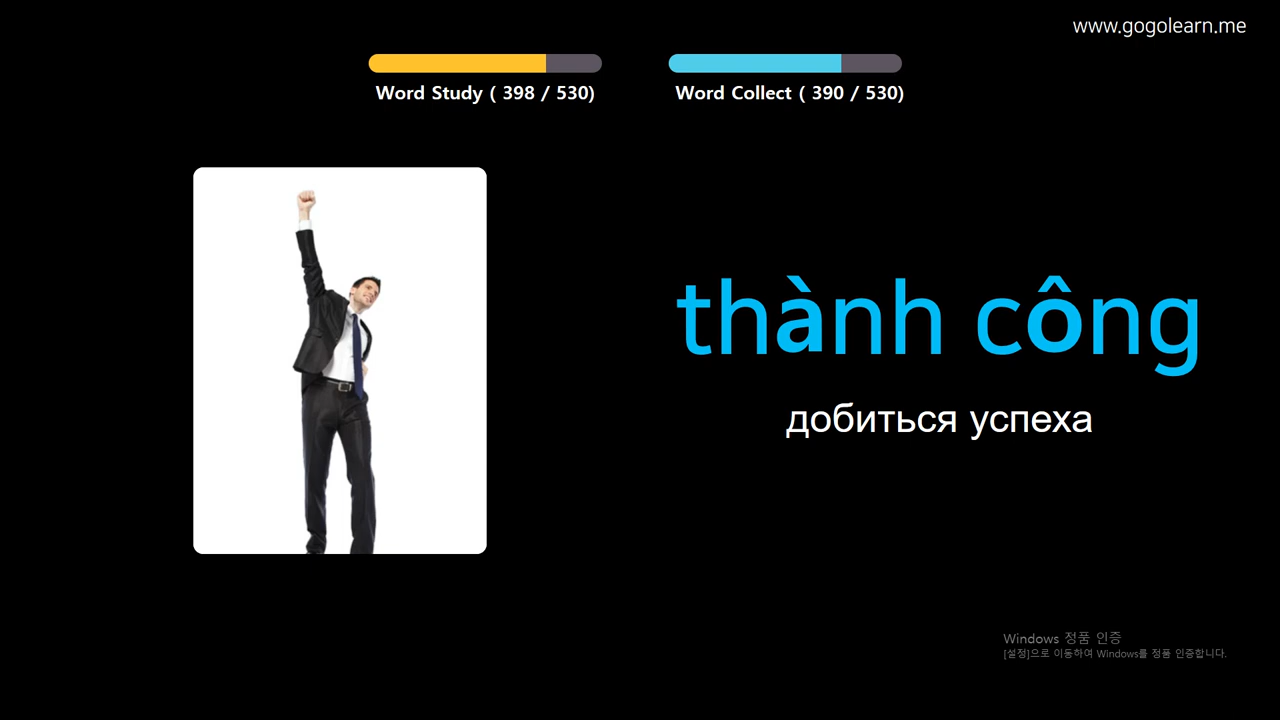 www.gogolearn.me
Word Study ( 398 / 530)
Word Collect ( 390 / 530)
thành công
добиться успеха
Windows 정품 인증
[설정]으로 이동하여 Windows를 정품 인증합니다.